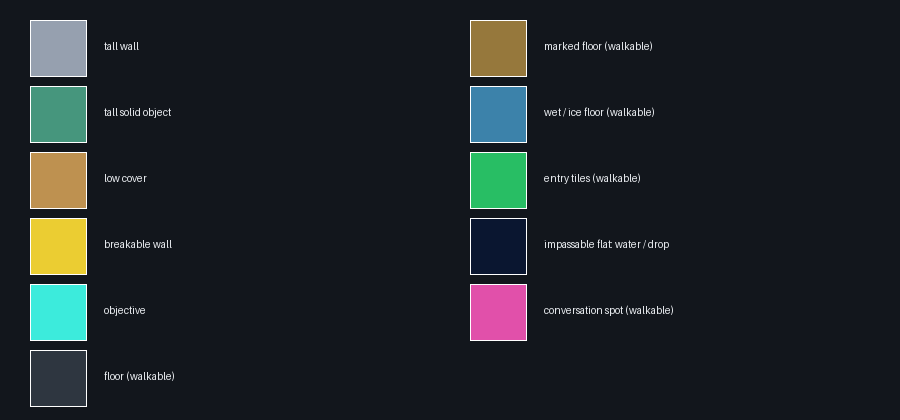 tall wall
tall solid object
low cover
breakable wall
objective
floor (walkable)
marked floor (walkable)
wet / ice floor (walkable)
entry tiles (walkable)
impassable flat: water / drop
conversation spot (walkable)